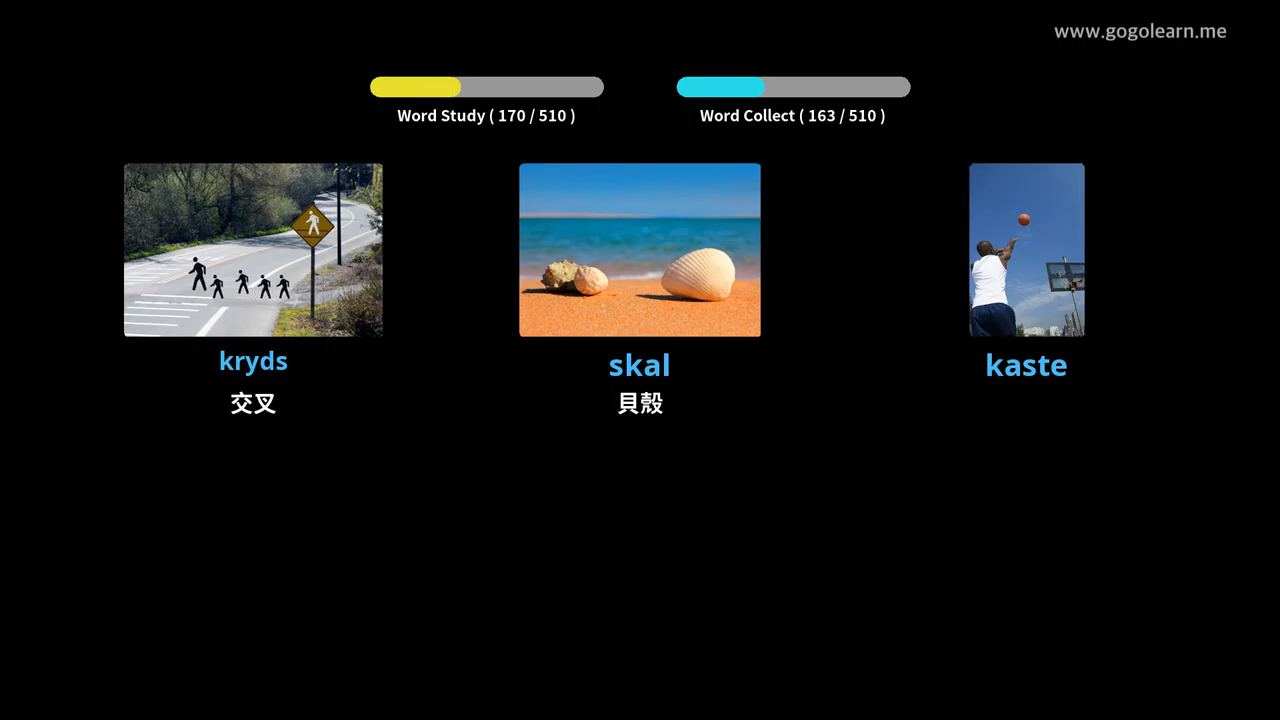 www.gogolearn.me
Word Study ( 170 / 510 )
Word Collect ( 163 / 510 )
kryds
交叉
skal
貝殼
kaste